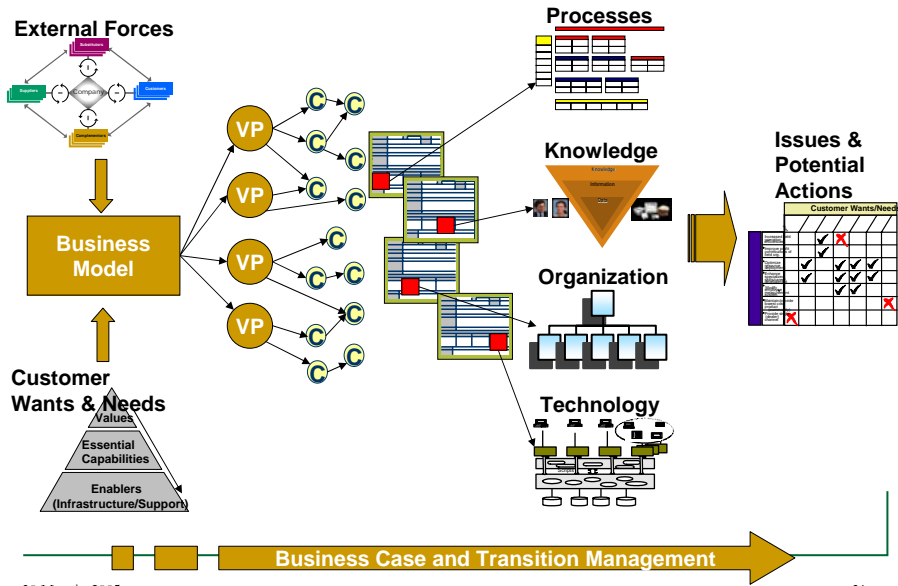 External Forces
Substitutors
Suppliers
Company
Customers
Complementors
Business
Model
Customer
Wants & Needs
Values
Essential
Capabilities
Enablers
(Infrastructure/Support)
VP
VP
VP
VP
C
C
C
C
C
C
C
C
C
C
C
C
C
Processes
Knowledge
Knowledge
Information
Data
Organization
Technology
Issues &
Potential
Actions
Customer Wants/Need
Business Case and Transition Management